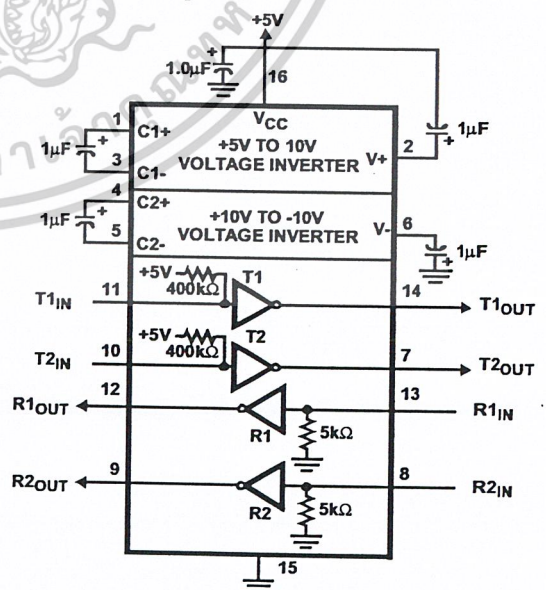 +5V
1.0µF
+
16
1
C1+
VCC
1µF
+
+5V TO 10V
VOLTAGE INVERTER
V+
2
1µF
+
3
C1-
4
C2+
1µF
+
+10V TO -10V
VOLTAGE INVERTER
V-
6
5
C2-
1µF
+
+5V
400kΩ
T1
T1IN
11
14
T1OUT
+5V
400kΩ
T2
T2IN
10
7
T2OUT
R1OUT
12
13
R1IN
R1
5kΩ
R2OUT
9
8
R2IN
R2
5kΩ
15